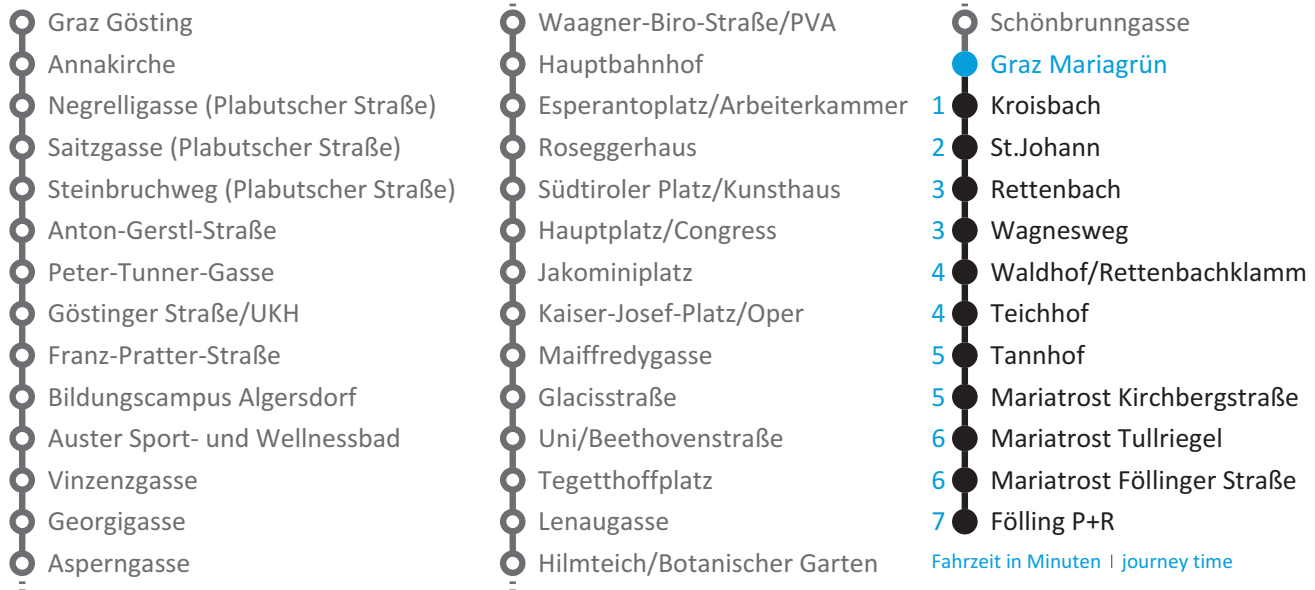 Graz Gösting
Annakirche
Negrelligasse (Plabutscher Straße)
Saitzgasse (Plabutscher Straße)
Steinbruchweg (Plabutscher Straße)
Anton-Gerstl-Straße
Peter-Tunner-Gasse
Göstinger Straße/UKH
Franz-Pratter-Straße
Bildungscampus Algersdorf
Auster Sport- und Wellnessbad
Vinzenzgasse
Georgigasse
Asperngasse
Waagner-Biro-Straße/PVA
Hauptbahnhof
Esperantoplatz/Arbeiterkammer
Roseggerhaus
Südtiroler Platz/Kunsthaus
Hauptplatz/Congress
Jakominiplatz
Kaiser-Josef-Platz/Oper
Maiffredygasse
Glacisstraße
Uni/Beethovenstraße
Tegetthoffplatz
Lenaugasse
Hilmteich/Botanischer Garten
Schönbrunngasse
Graz Mariagrün
1 Kroisbach
2 St.Johann
3 Rettenbach
3 Wagnesweg
4 Waldhof/Rettenbachklamm
4 Teichhof
5 Tannhof
5 Mariatrost Kirchbergstraße
6 Mariatrost Tullriegel
6 Mariatrost Föllinger Straße
7 Fölling P+R
Fahrzeit in Minuten | journey time